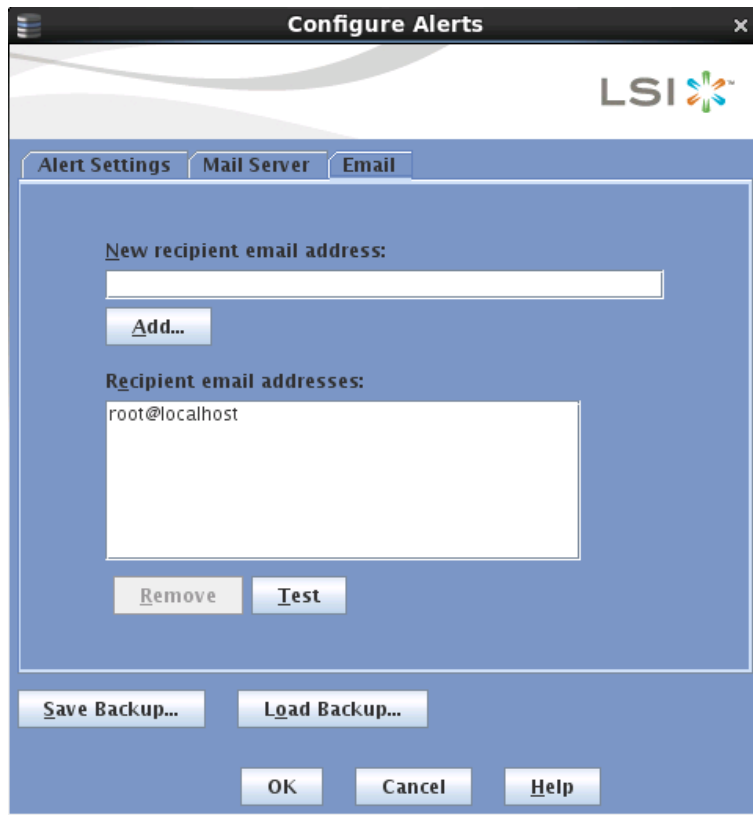 Configure Alerts
LSI
Alert Settings
Mail Server
Email
New recipient email address:
Add...
Recipient email addresses:
root@localhost
Remove
Test
Save Backup...
Load Backup...
OK
Cancel
Help